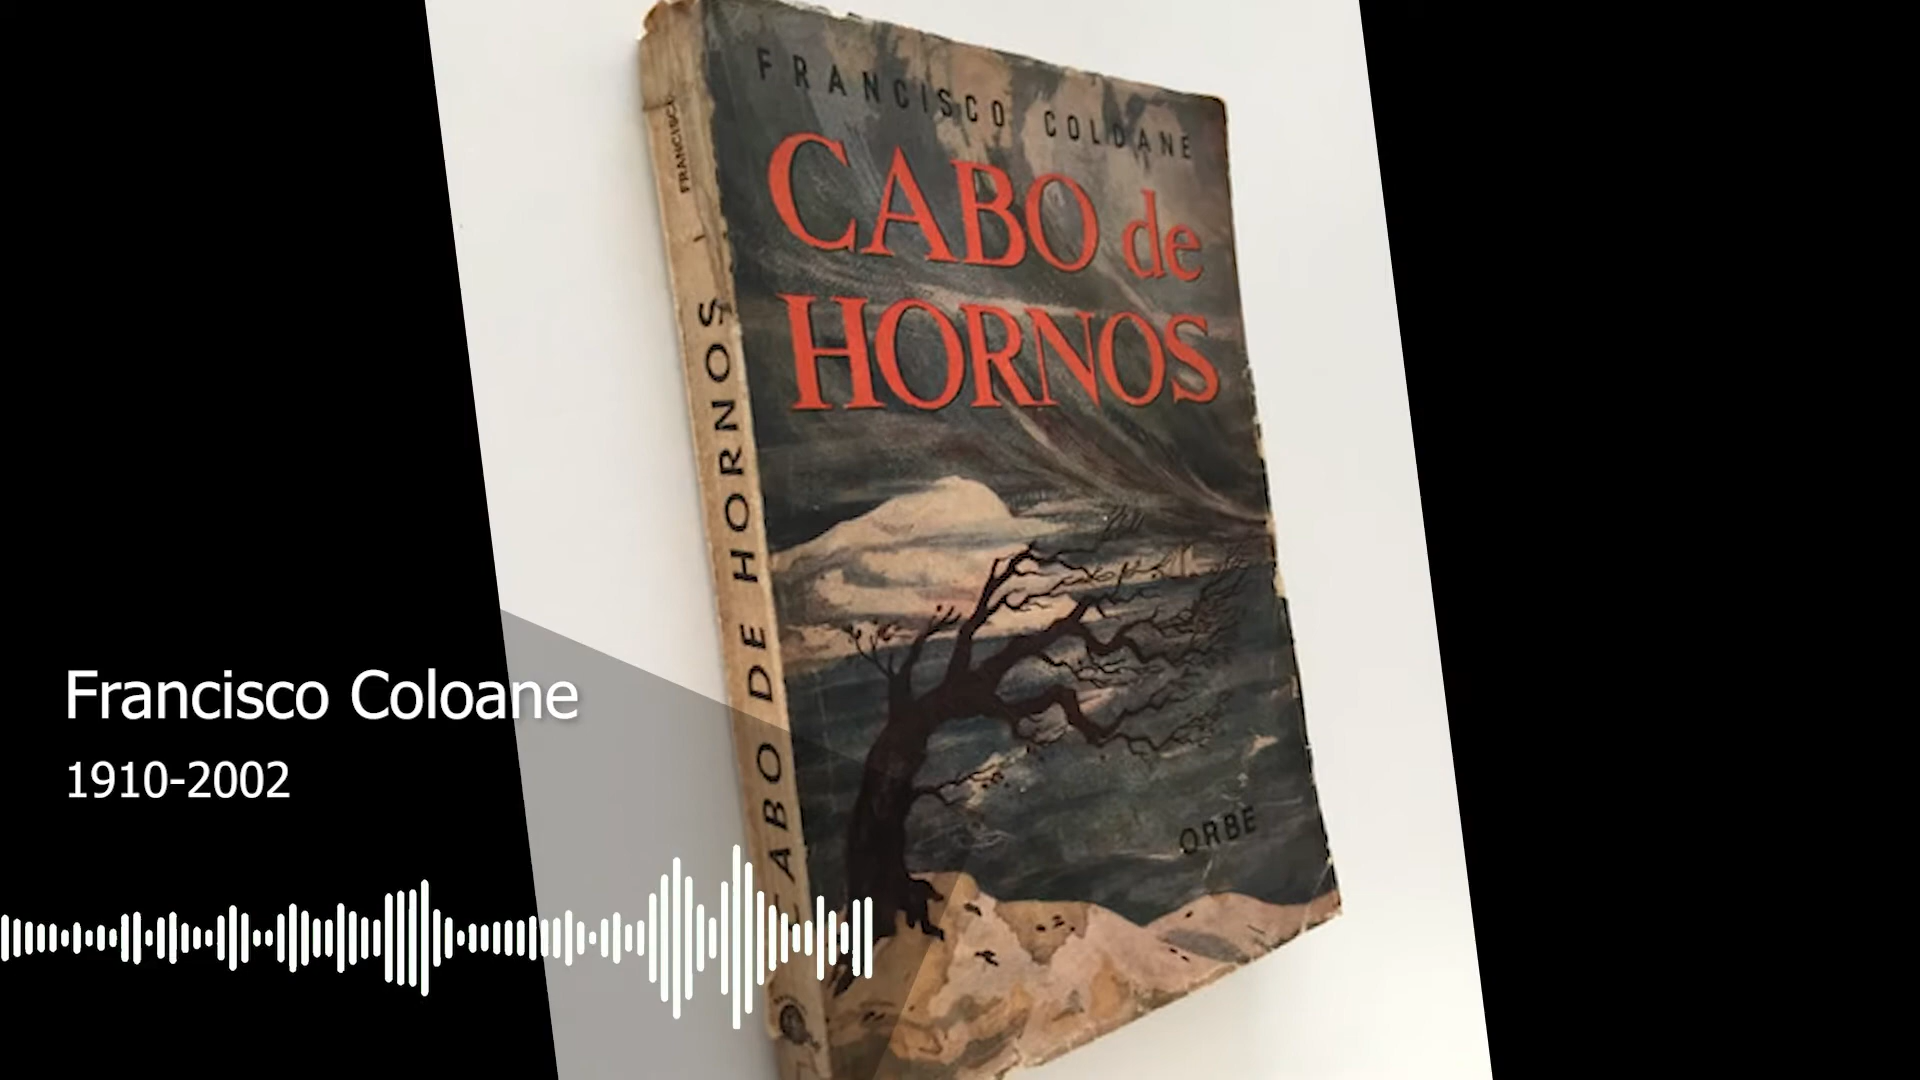 FRANCISCO COLOANE
CABO de
HORNOS
ORBE
FRANCISCO
CABO DE HORNOS
Francisco Coloane
1910-2002